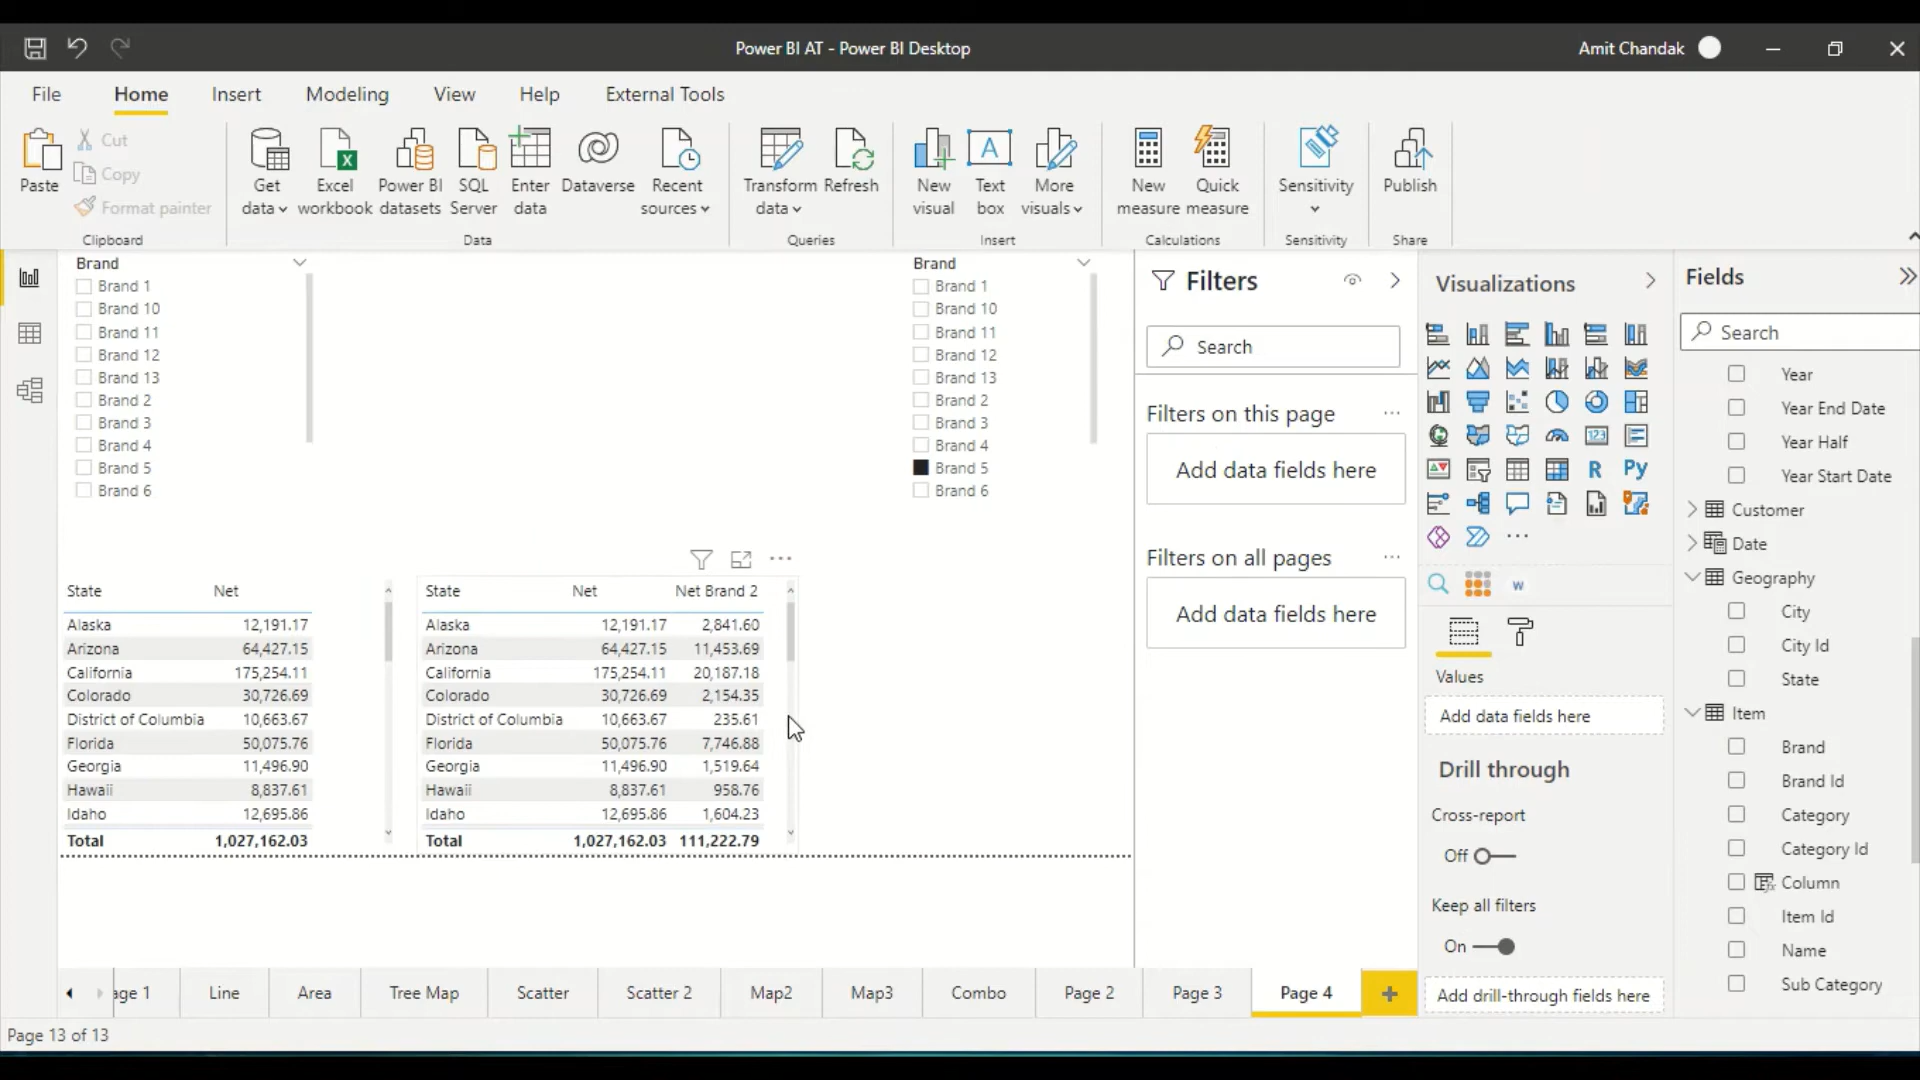 Power BI AT - Power BI Desktop
Amit Chandak
File Home Insert Modeling View Help External Tools
Paste
Cut
Copy
Format painter
Clipboard
Get data
Excel workbook
Power BI datasets
SQL Server
Enter data
Dataverse
Recent sources
Data
Transform data
Refresh
Queries
New visual
Text box
More visuals
Insert
New measure
Quick measure
Calculations
Sensitivity
Sensitivity
Publish
Share
Brand
Brand 1
Brand 10
Brand 11
Brand 12
Brand 13
Brand 2
Brand 3
Brand 4
Brand 5
Brand 6
Brand
Brand 1
Brand 10
Brand 11
Brand 12
Brand 13
Brand 2
Brand 3
Brand 4
Brand 5
Brand 6
State Net
Alaska 12,191.17
Arizona 64,427.15
California 175,254.11
Colorado 30,726.69
District of Columbia 10,663.67
Florida 50,075.76
Georgia 11,496.90
Hawaii 8,837.61
Idaho 12,695.86
Total 1,027,162.03
State Net Net Brand 2
Alaska 12,191.17 2,841.60
Arizona 64,427.15 11,453.69
California 175,254.11 20,187.18
Colorado 30,726.69 2,154.35
District of Columbia 10,663.67 235.61
Florida 50,075.76 7,746.88
Georgia 11,496.90 1,519.64
Hawaii 8,837.61 958.76
Idaho 12,695.86 1,604.23
Total 1,027,162.03 111,222.79
Filters
Search
Filters on this page
Add data fields here
Filters on all pages
Add data fields here
Visualizations
123
R
Py
W
Values
Add data fields here
Drill through
Cross-report
Off
Keep all filters
On
Add drill-through fields here
Fields
Search
Year
Year End Date
Year Half
Year Start Date
Customer
Date
Geography
City
City Id
State
Item
Brand
Brand Id
Category
Category Id
Column
Item Id
Name
Sub Category
age 1 Line Area Tree Map Scatter Scatter 2 Map2 Map3 Combo Page 2 Page 3 Page 4
Page 13 of 13